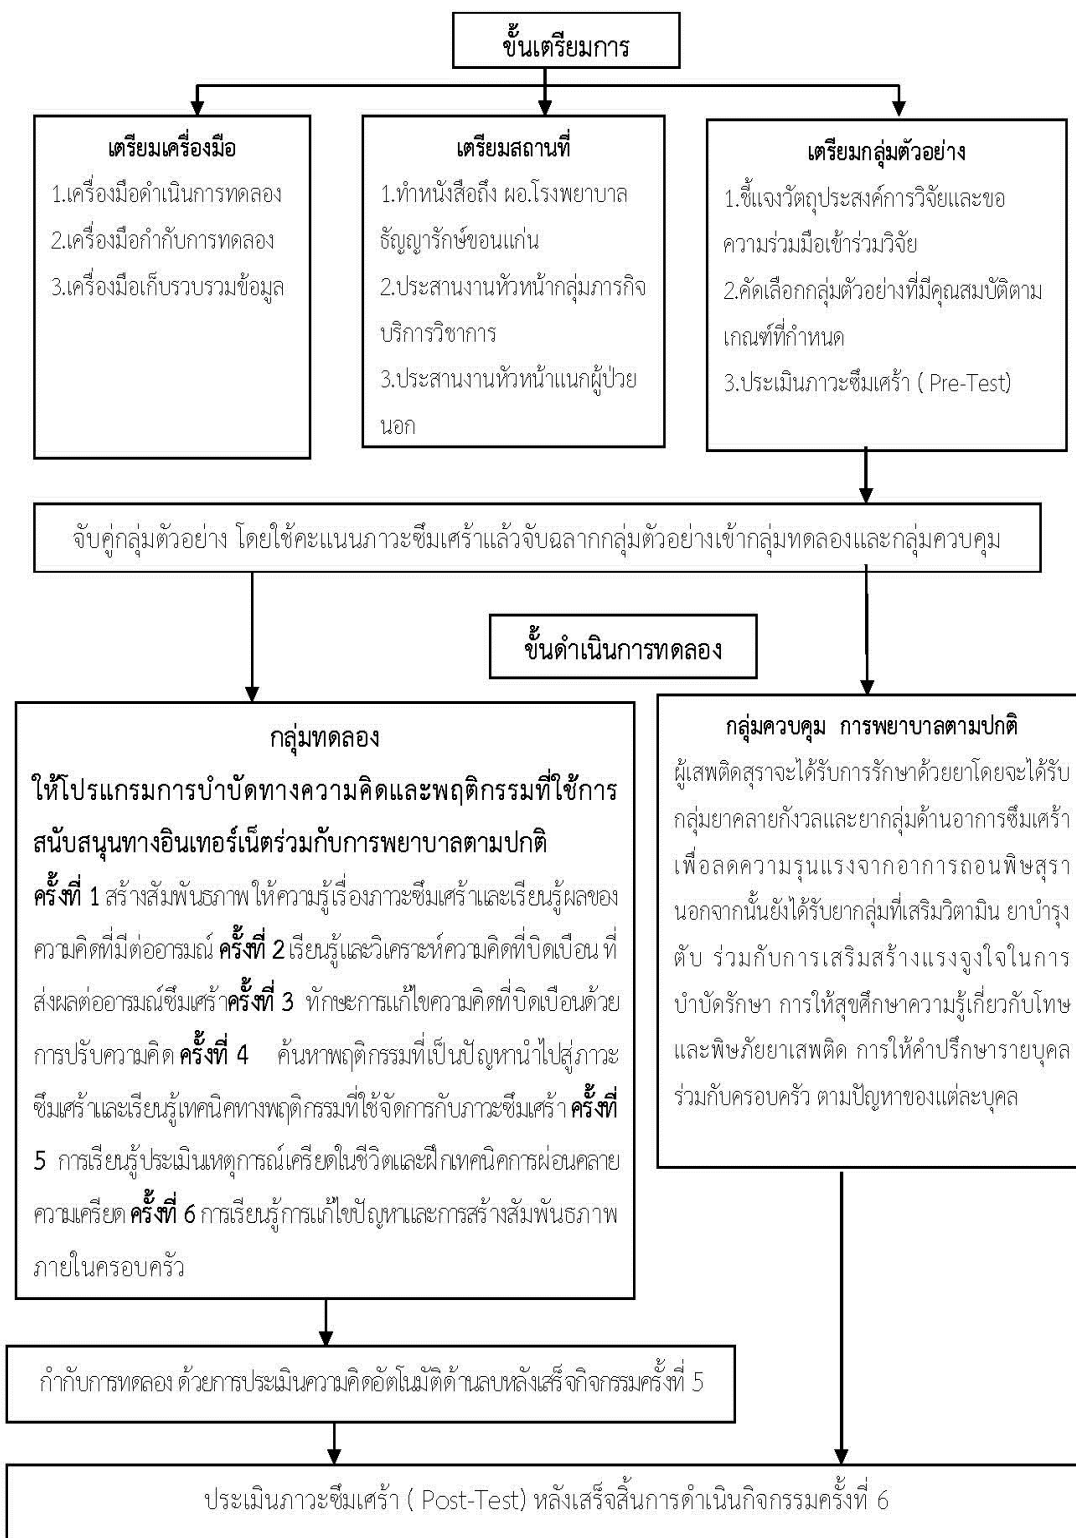 ขั้นเตรียมการ
เตรียมเครื่องมือ
1.เครื่องมือดำเนินการทดลอง
2.เครื่องมือกำกับการทดลอง
3.เครื่องมือเก็บรวบรวมข้อมูล
เตรียมสถานที่
1.ทำหนังสือถึง ผอ.โรงพยาบาล
ธัญญารักษ์ขอนแก่น
2.ประสานงานหัวหน้ากลุ่มภารกิจ
บริการวิชาการ
3.ประสานงานหัวหน้าแนกผู้ป่วย
นอก
เตรียมกลุ่มตัวอย่าง
1.ชี้แจงวัตถุประสงค์การวิจัยและขอ
ความร่วมมือเข้าร่วมวิจัย
2.คัดเลือกกลุ่มตัวอย่างที่มีคุณสมบัติตาม
เกณฑ์ที่กำหนด
3.ประเมินภาวะซึมเศร้า ( Pre-Test)
จับคู่กลุ่มตัวอย่าง โดยใช้คะแนนภาวะซึมเศร้าแล้วจับฉลากกลุ่มตัวอย่างเข้ากลุ่มทดลองและกลุ่มควบคุม
ขั้นดำเนินการทดลอง
กลุ่มทดลอง
ให้โปรแกรมการบำบัดทางความคิดและพฤติกรรมที่ใช้การ
สนับสนุนทางอินเทอร์เน็ตร่วมกับการพยาบาลตามปกติ
ครั้งที่ 1 สร้างสัมพันธภาพ ให้ความรู้เรื่องภาวะซึมเศร้าและเรียนรู้ผลของ
ความคิดที่มีต่ออารมณ์ ครั้งที่ 2 เรียนรู้และวิเคราะห์ความคิดที่บิดเบือน ที่
ส่งผลต่ออารมณ์ซึมเศร้าครั้งที่ 3 ทักษะการแก้ไขความคิดที่บิดเบือนด้วย
การปรับความคิด ครั้งที่ 4 ค้นหาพฤติกรรมที่เป็นปัญหานำไปสู่ภาวะ
ซึมเศร้าและเรียนรู้เทคนิคทางพฤติกรรมที่ใช้จัดการกับภาวะซึมเศร้า ครั้งที่
5 การเรียนรู้ประเมินเหตุการณ์เครียดในชีวิตและฝึกเทคนิคการผ่อนคลาย
ความเครียด ครั้งที่ 6 การเรียนรู้การแก้ไขปัญหาและการสร้างสัมพันธภาพ
ภายในครอบครัว
กลุ่มควบคุม การพยาบาลตามปกติ
ผู้เสพติดสุราจะได้รับการรักษาด้วยยาโดยจะได้รับ
กลุ่มยาคลายกังวลและยากลุ่มต้านอาการซึมเศร้า
เพื่อลดความรุนแรงจากอาการถอนพิษสุรา
นอกจากนั้นยังได้รับยากลุ่มที่เสริมวิตามิน ยาบำรุง
ตับ ร่วมกับการเสริมสร้างแรงจูงใจในการ
บำบัดรักษา การให้สุขศึกษาความรู้เกี่ยวกับโทษ
และพิษภัยยาเสพติด การให้คำปรึกษารายบุคล
ร่วมกับครอบครัว ตามปัญหาของแต่ละบุคล
กำกับการทดลอง ด้วยการประเมินความคิดอัตโนมัติด้านลบหลังเสร็จกิจกรรมครั้งที่ 5
ประเมินภาวะซึมเศร้า ( Post-Test) หลังเสร็จสิ้นการดำเนินกิจกรรมครั้งที่ 6